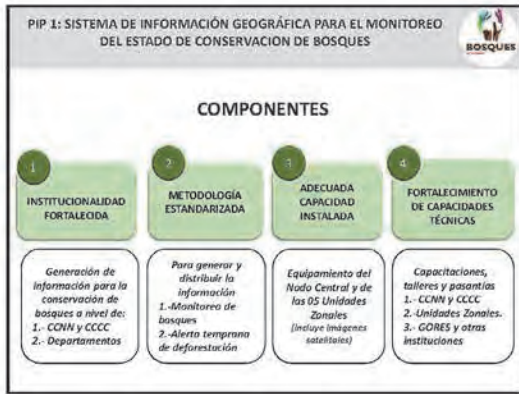 PIP 1: SISTEMA DE INFORMACIÓN GEOGRÁFICA PARA EL MONITOREO
DEL ESTADO DE CONSERVACION DE BOSQUES
BOSQUES
COMPONENTES
1
INSTITUCIONALIDAD
FORTALECIDA
Generación de
información para la
conservación de
bosques a nivel de:
1.- CCNN y CCCC
2.- Departamentos
2
METODOLOGÍA
ESTANDARIZADA
Para generar y
distribuir la
información
1.-Monitoreo de
bosques
2.-Alerta temprana
de deforestación
3
ADECUADA
CAPACIDAD
INSTALADA
Equipamiento del
Nodo Central y de
las 05 Unidades
Zonales
(Incluye imágenes
satelitales)
4
FORTALECIMIENTO
DE CAPACIDADES
TÉCNICAS
Capacitaciones,
talleres y pasantías
1.- CCNN y CCCC
2.-Unidades Zonales.
3.- GORES y otras
instituciones